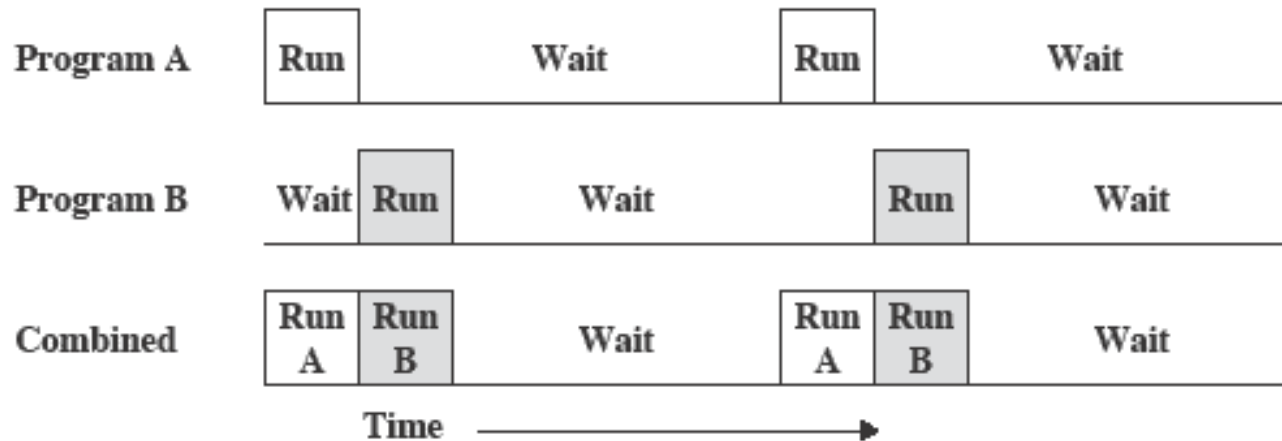 Program A Run Wait Run Wait
Program B Wait Run Wait Run Wait
Combined Run A Run B Wait Run A Run B Wait
Time